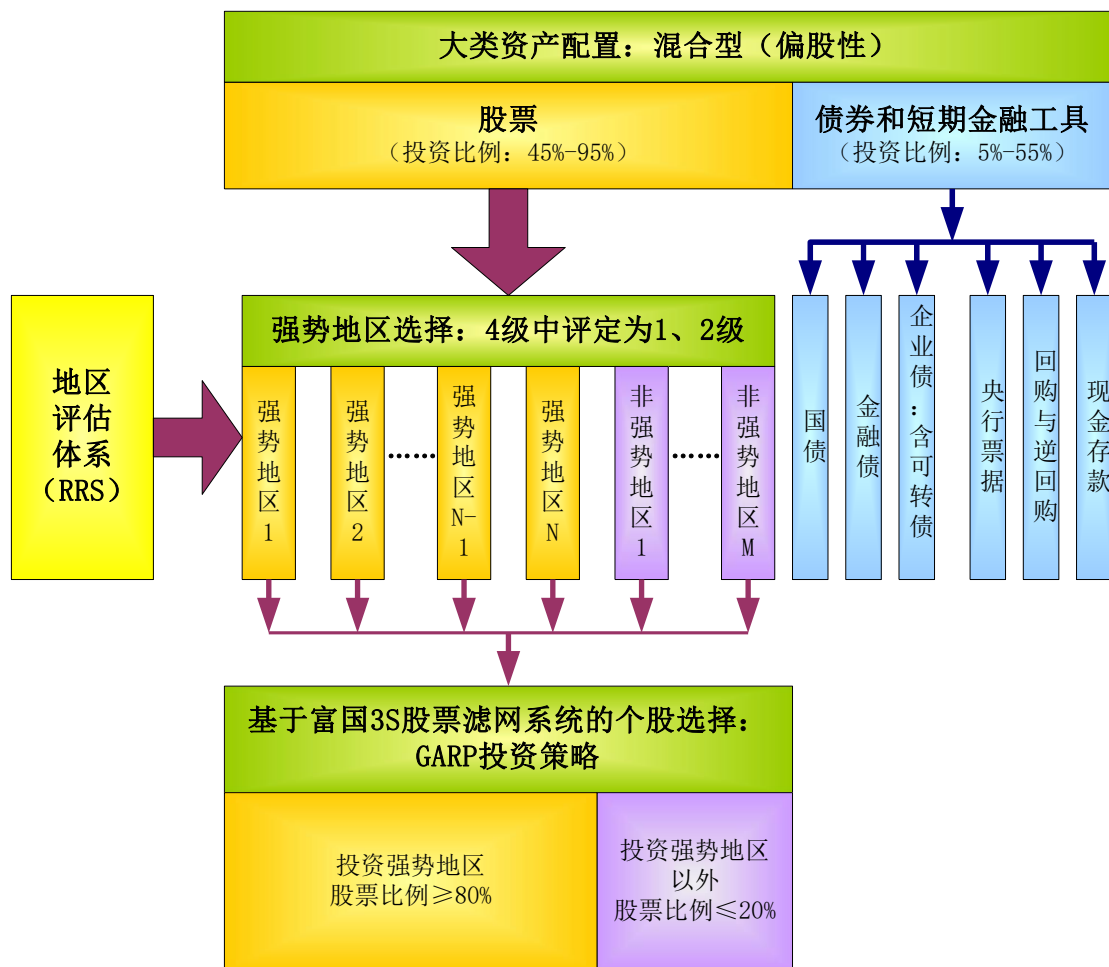 大类资产配置：混合型（偏股性）
股票
（投资比例：45%-95%）
债券和短期金融工具
（投资比例：5%-55%）
地区
评估
体系
（RRS）
强势地区选择：4级中评定为1、2级
强势地区1
强势地区2
……
强势地区N-1
强势地区N
非强势地区1
……
非强势地区M
国债
金融债
企业债：含可转债
央行票据
回购与逆回购
现金存款
基于富国3S股票滤网系统的个股选择：
GARP投资策略
投资强势地区
股票比例≥80%
投资强势地区
以外
股票比例≤20%